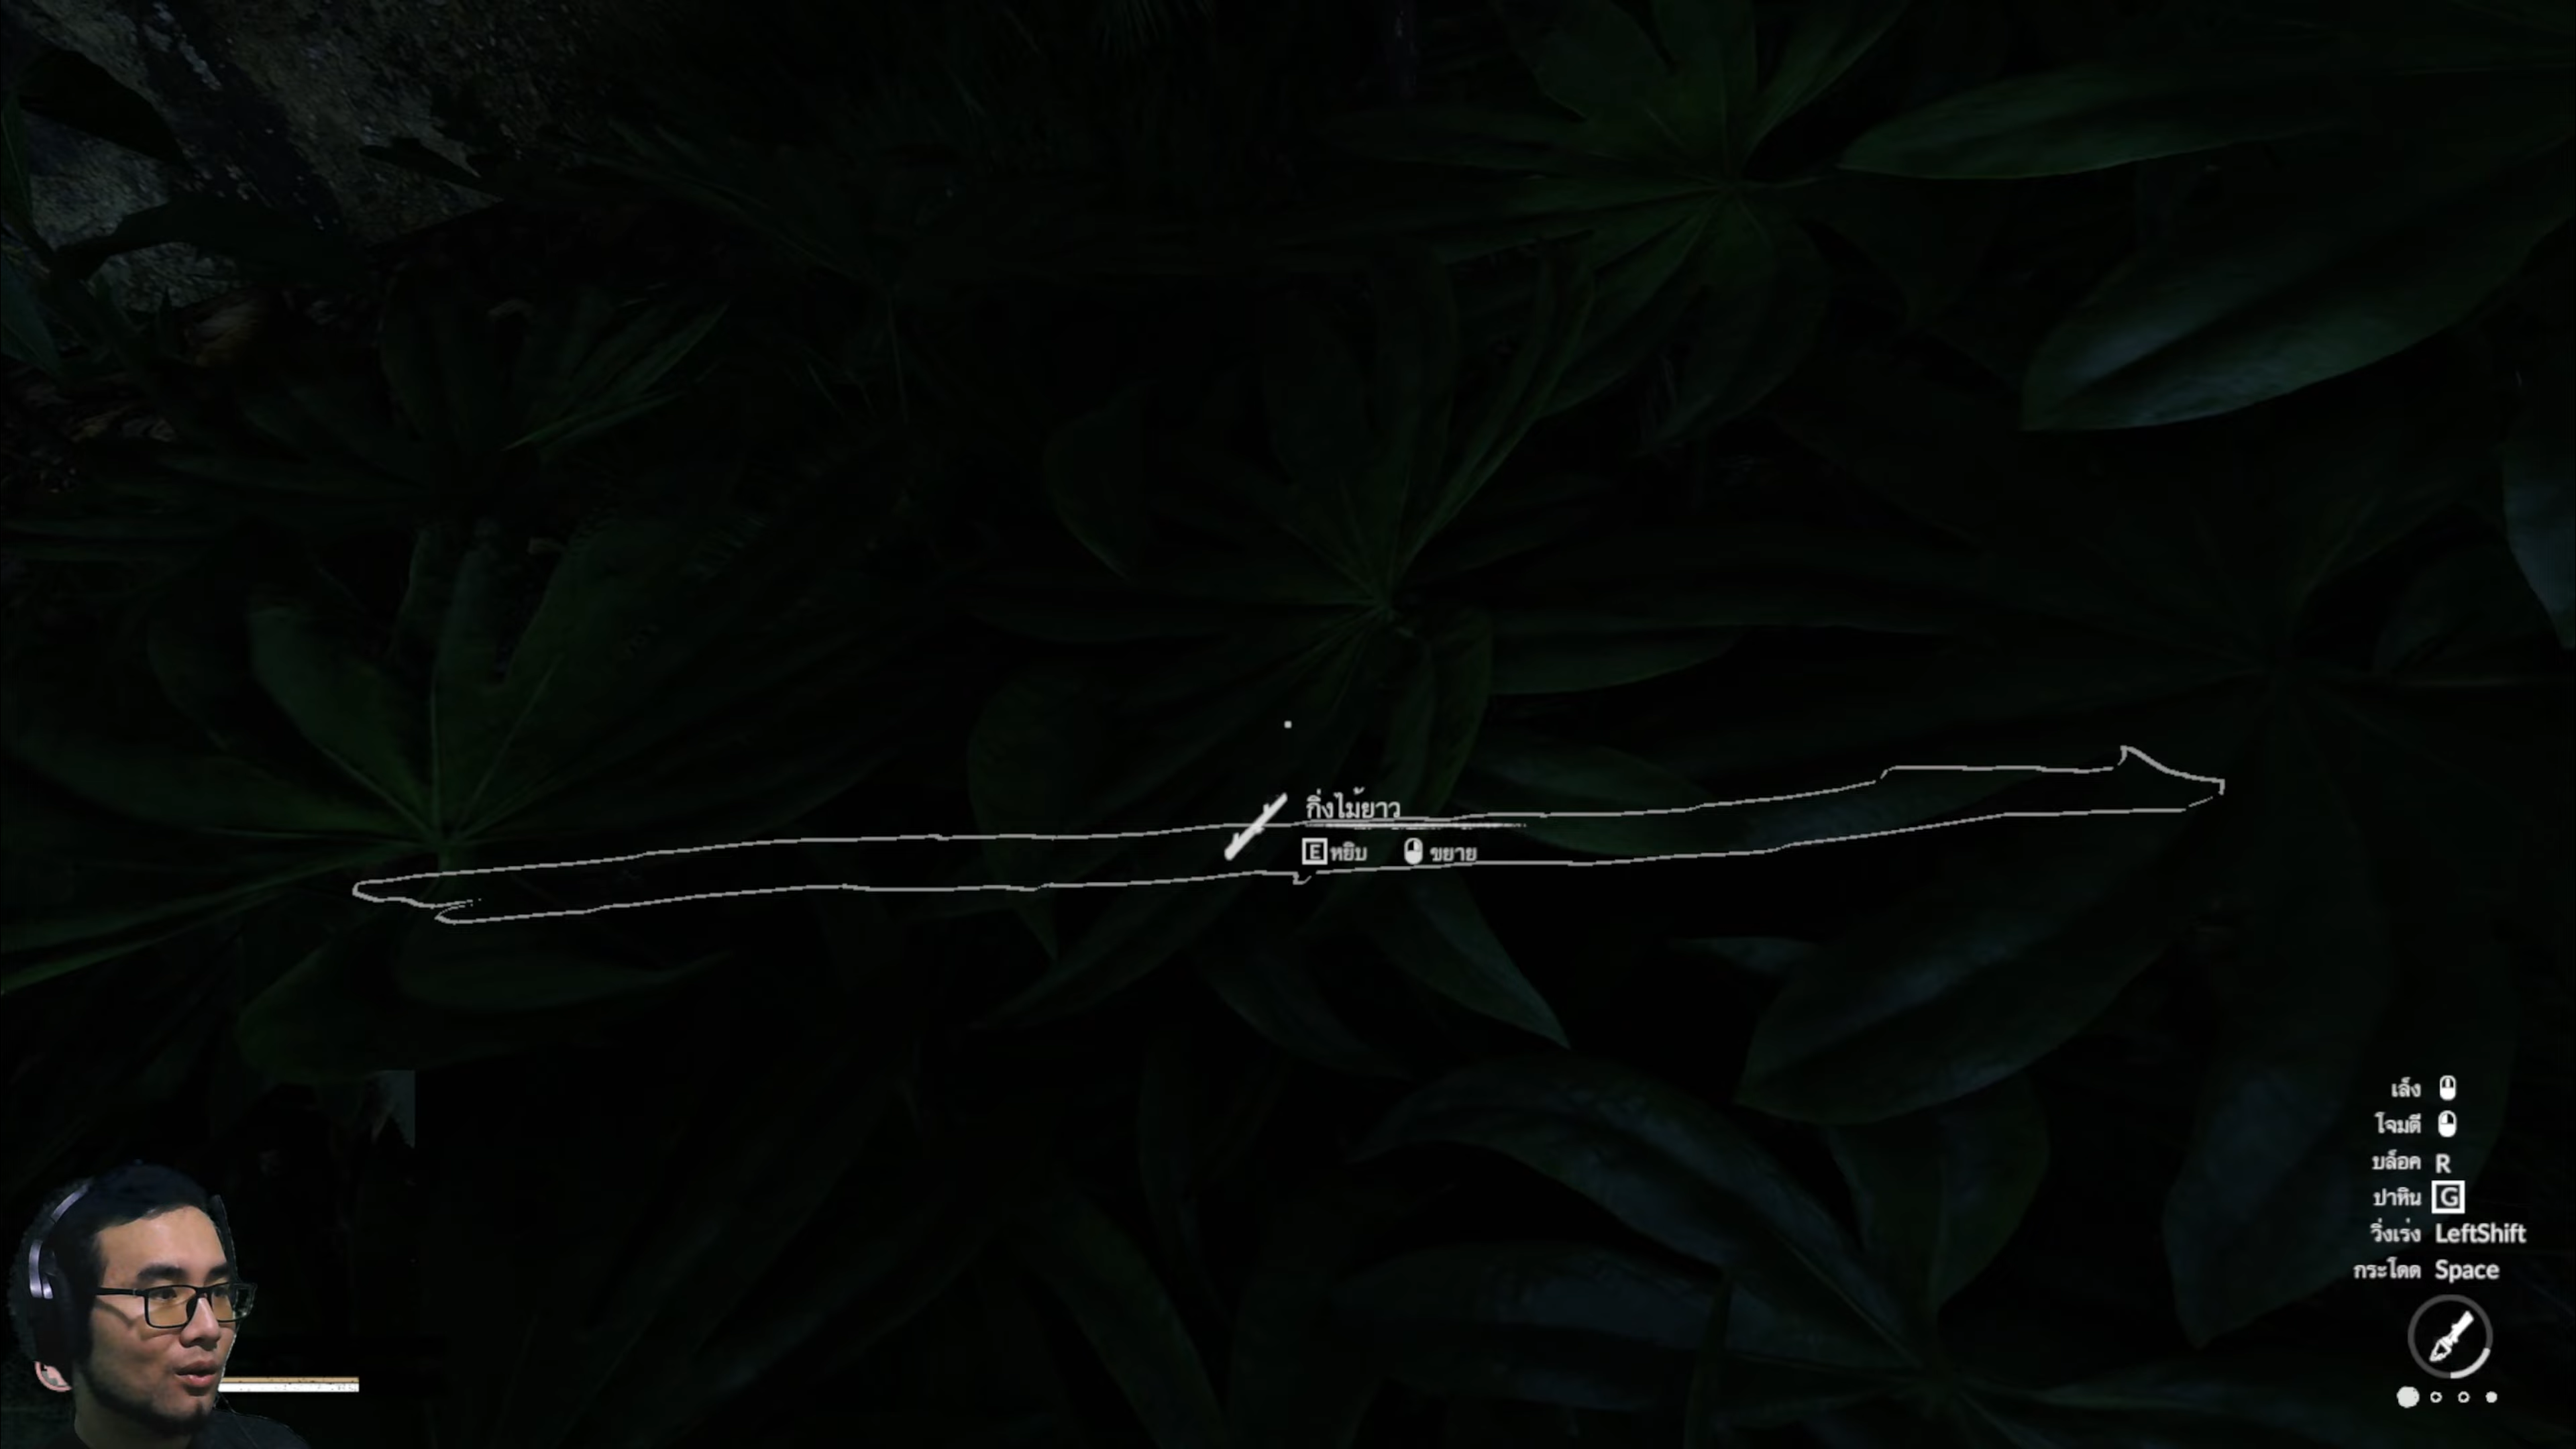 กิ่งไม้ยาว
E หยิบ ขยาย
เล็ง
โจมตี
บล็อค R
ปาหิน G
วิ่งเร่ง LeftShift
กระโดด Space